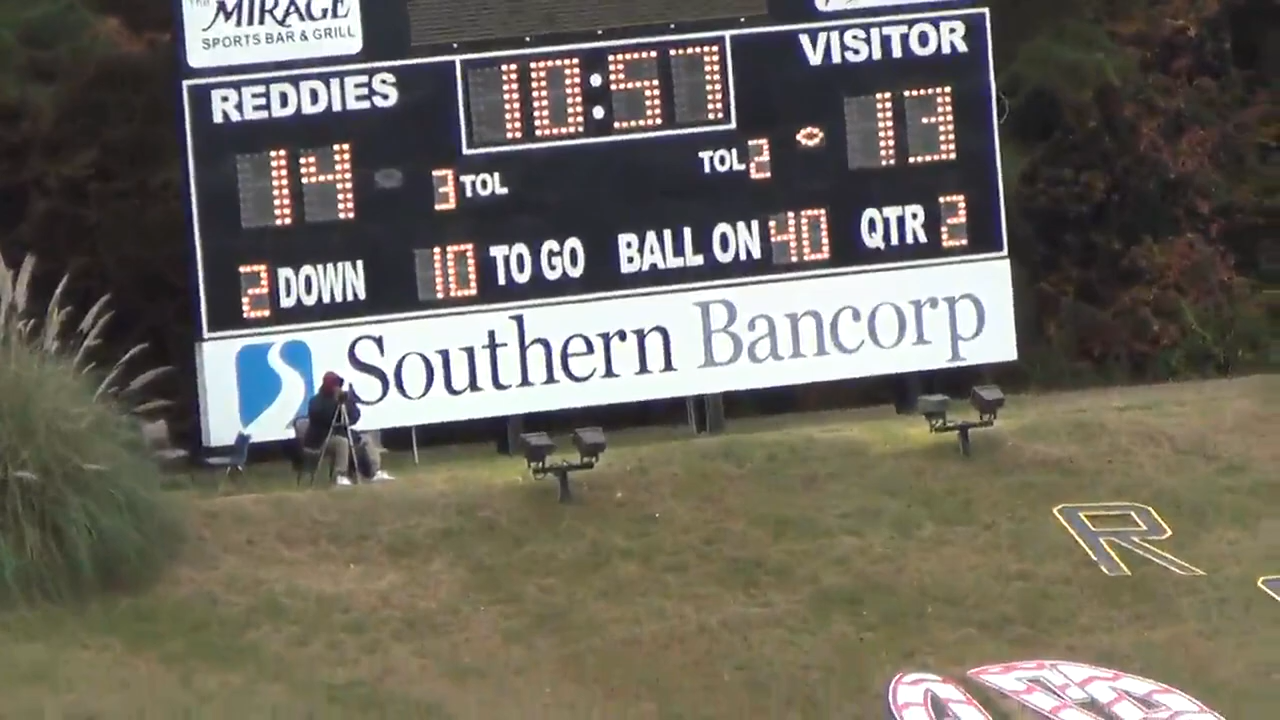 The MIRAGE
SPORTS BAR & GRILL
REDDIES 10:57 VISITOR
14 3 TOL TOL 2 13
2 DOWN 10 TO GO BALL ON 40 QTR 2
Southern Bancorp
R